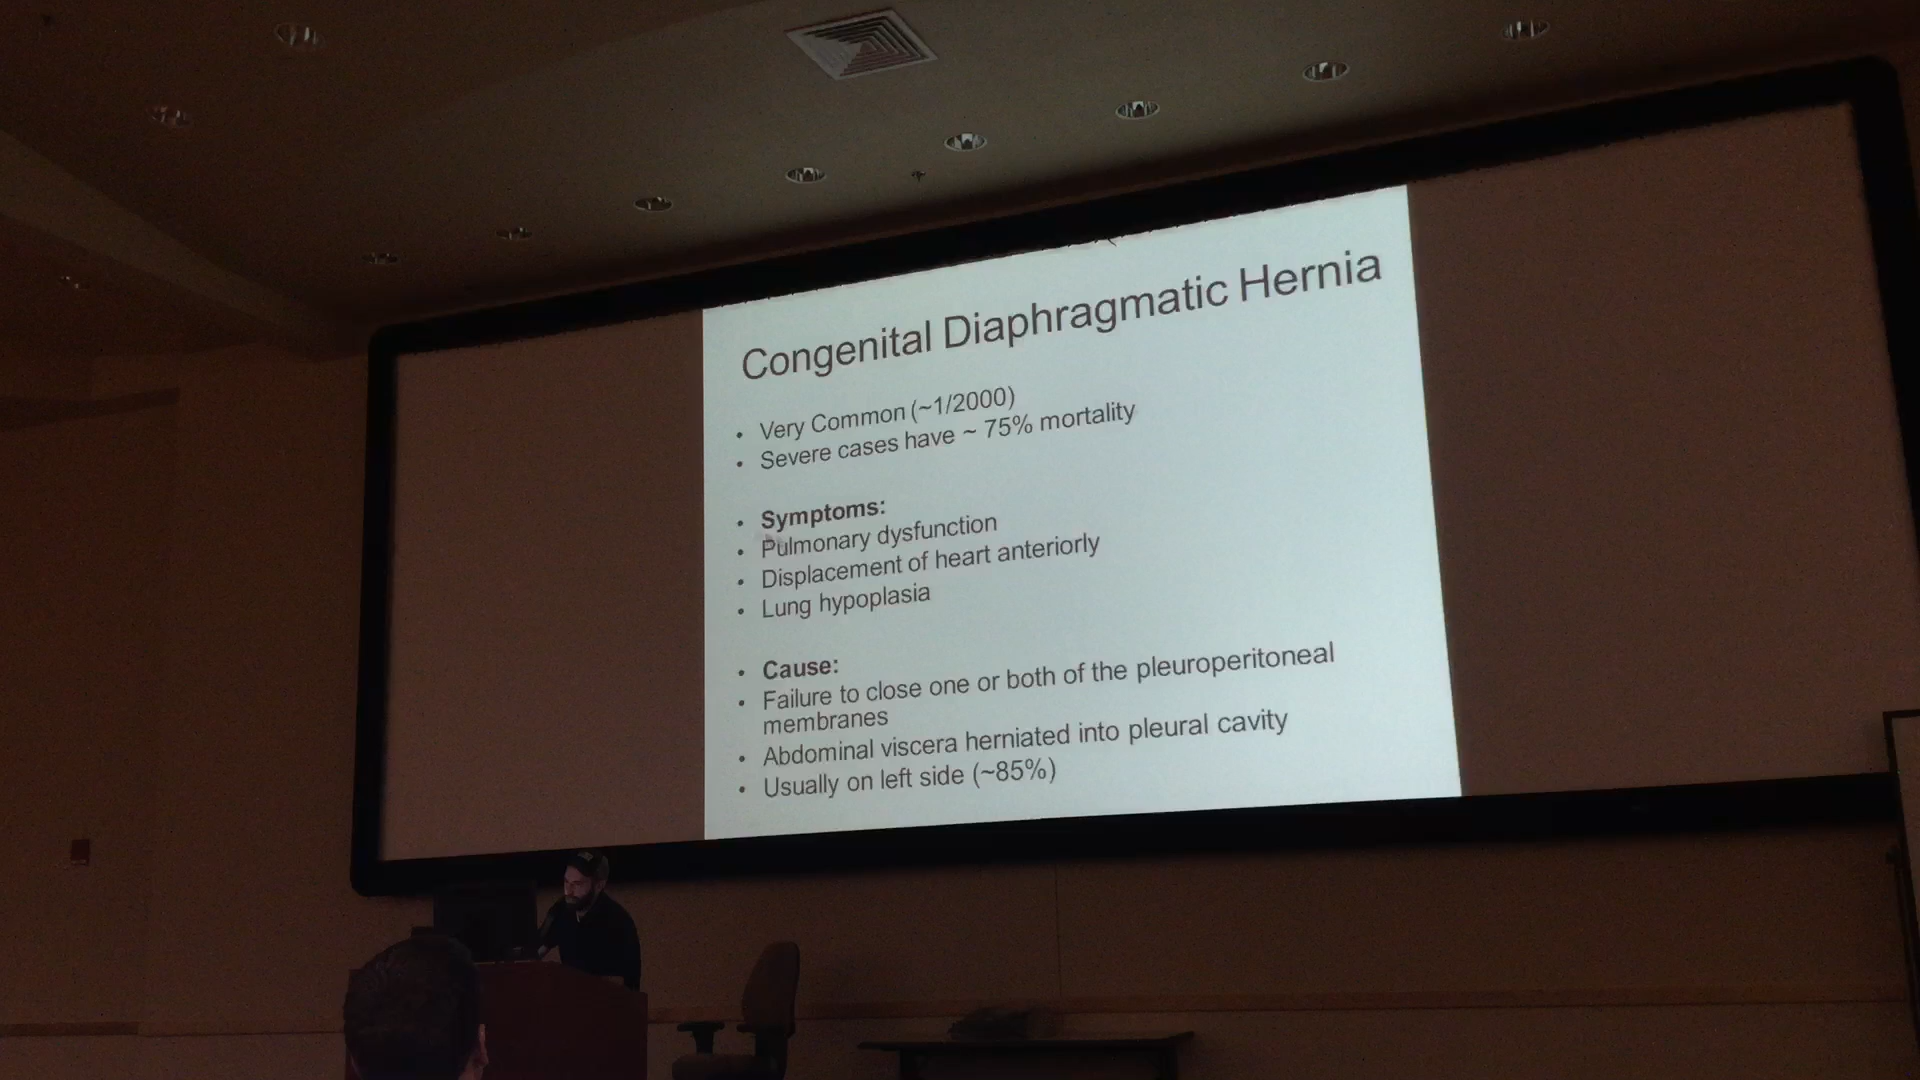 Congenital Diaphragmatic Hernia
• Very Common (~1/2000)
• Severe cases have ~ 75% mortality
• Symptoms:
• Pulmonary dysfunction
• Displacement of heart anteriorly
• Lung hypoplasia
• Cause:
• Failure to close one or both of the pleuroperitoneal
membranes
• Abdominal viscera herniated into pleural cavity
• Usually on left side (~85%)